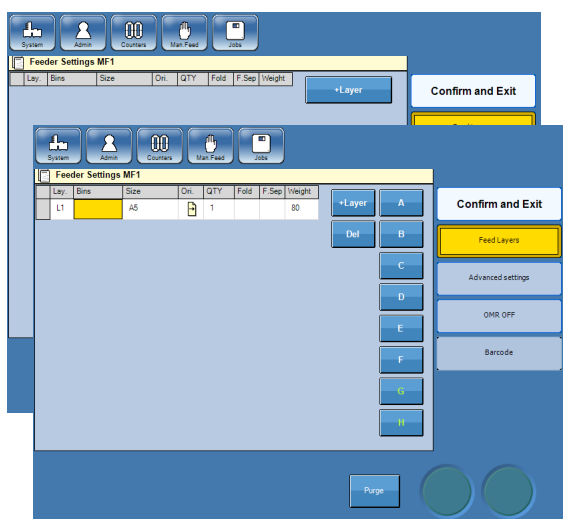 System Admin Counters Man.Feed Jobs
Feeder Settings MF1
Lay. Bins Size Ori. QTY Fold F.Sep Weight
+Layer
Confirm and Exit
System Admin Counters Man.Feed Jobs
Feeder Settings MF1
Lay. Bins Size Ori. QTY Fold F.Sep Weight
L1 A5 1 80
+Layer A
Del B
C
D
E
F
G
H
Confirm and Exit
Feed Layers
Advanced settings
OMR OFF
Barcode
Purge